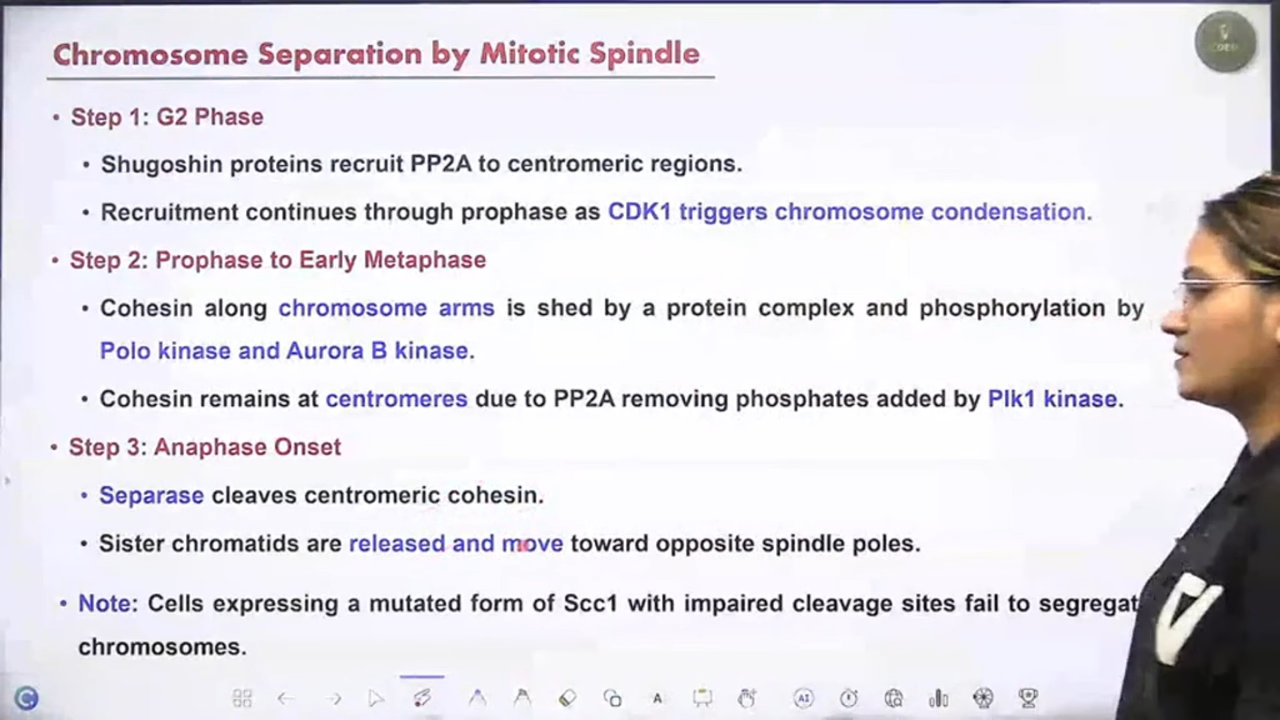 Chromosome Separation by Mitotic Spindle
• Step 1: G2 Phase
• Shugoshin proteins recruit PP2A to centromeric regions.
• Recruitment continues through prophase as CDK1 triggers chromosome condensation.
• Step 2: Prophase to Early Metaphase
• Cohesin along chromosome arms is shed by a protein complex and phosphorylation by
Polo kinase and Aurora B kinase.
• Cohesin remains at centromeres due to PP2A removing phosphates added by Plk1 kinase.
• Step 3: Anaphase Onset
• Separase cleaves centromeric cohesin.
• Sister chromatids are released and move toward opposite spindle poles.
• Note: Cells expressing a mutated form of Scc1 with impaired cleavage sites fail to segregat
chromosomes.
A
AI